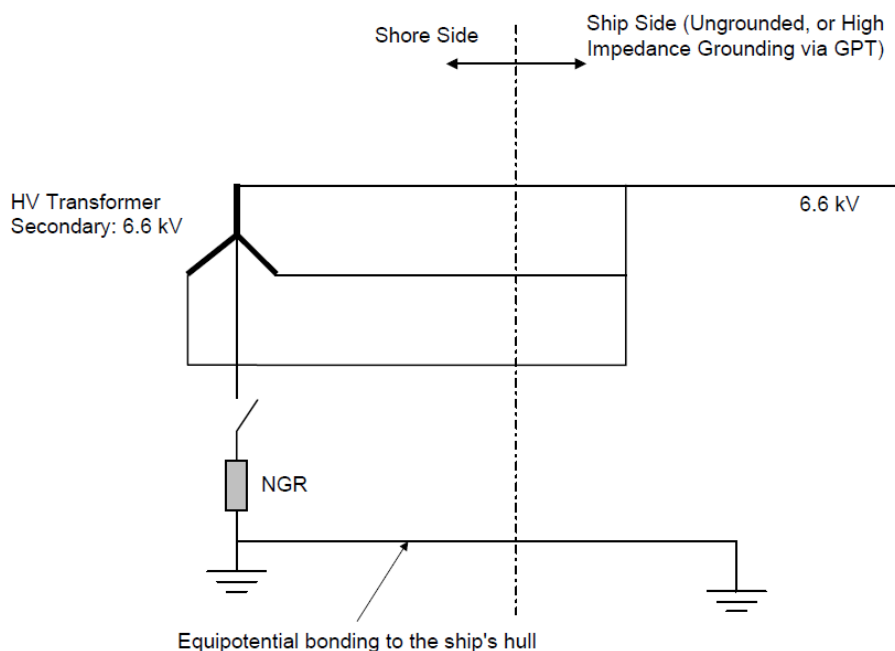 Shore Side
Ship Side (Ungrounded, or High
Impedance Grounding via GPT)
HV Transformer
Secondary: 6.6 kV
6.6 kV
NGR
Equipotential bonding to the ship's hull